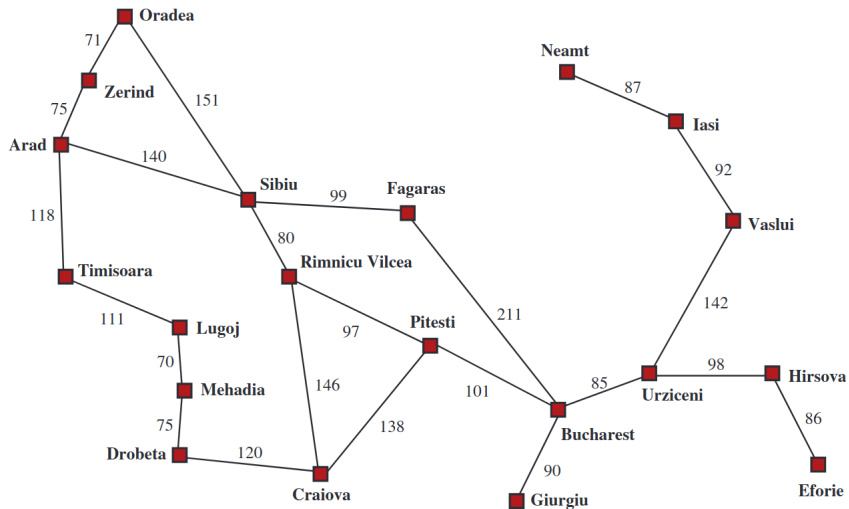 Oradea
71
Neamt
87
Zerind
75
151
Iasi
Arad
140
92
Sibiu
99
Fagaras
118
80
Vaslui
Timisoara
Rimnicu Vilcea
142
111
Lugoj
97
Pitesti
211
70
98
Hirsova
Mehadia
146
101
85
Urziceni
75
138
Bucharest
86
Drobeta
120
90
Craiova
Giurgiu
Eforie